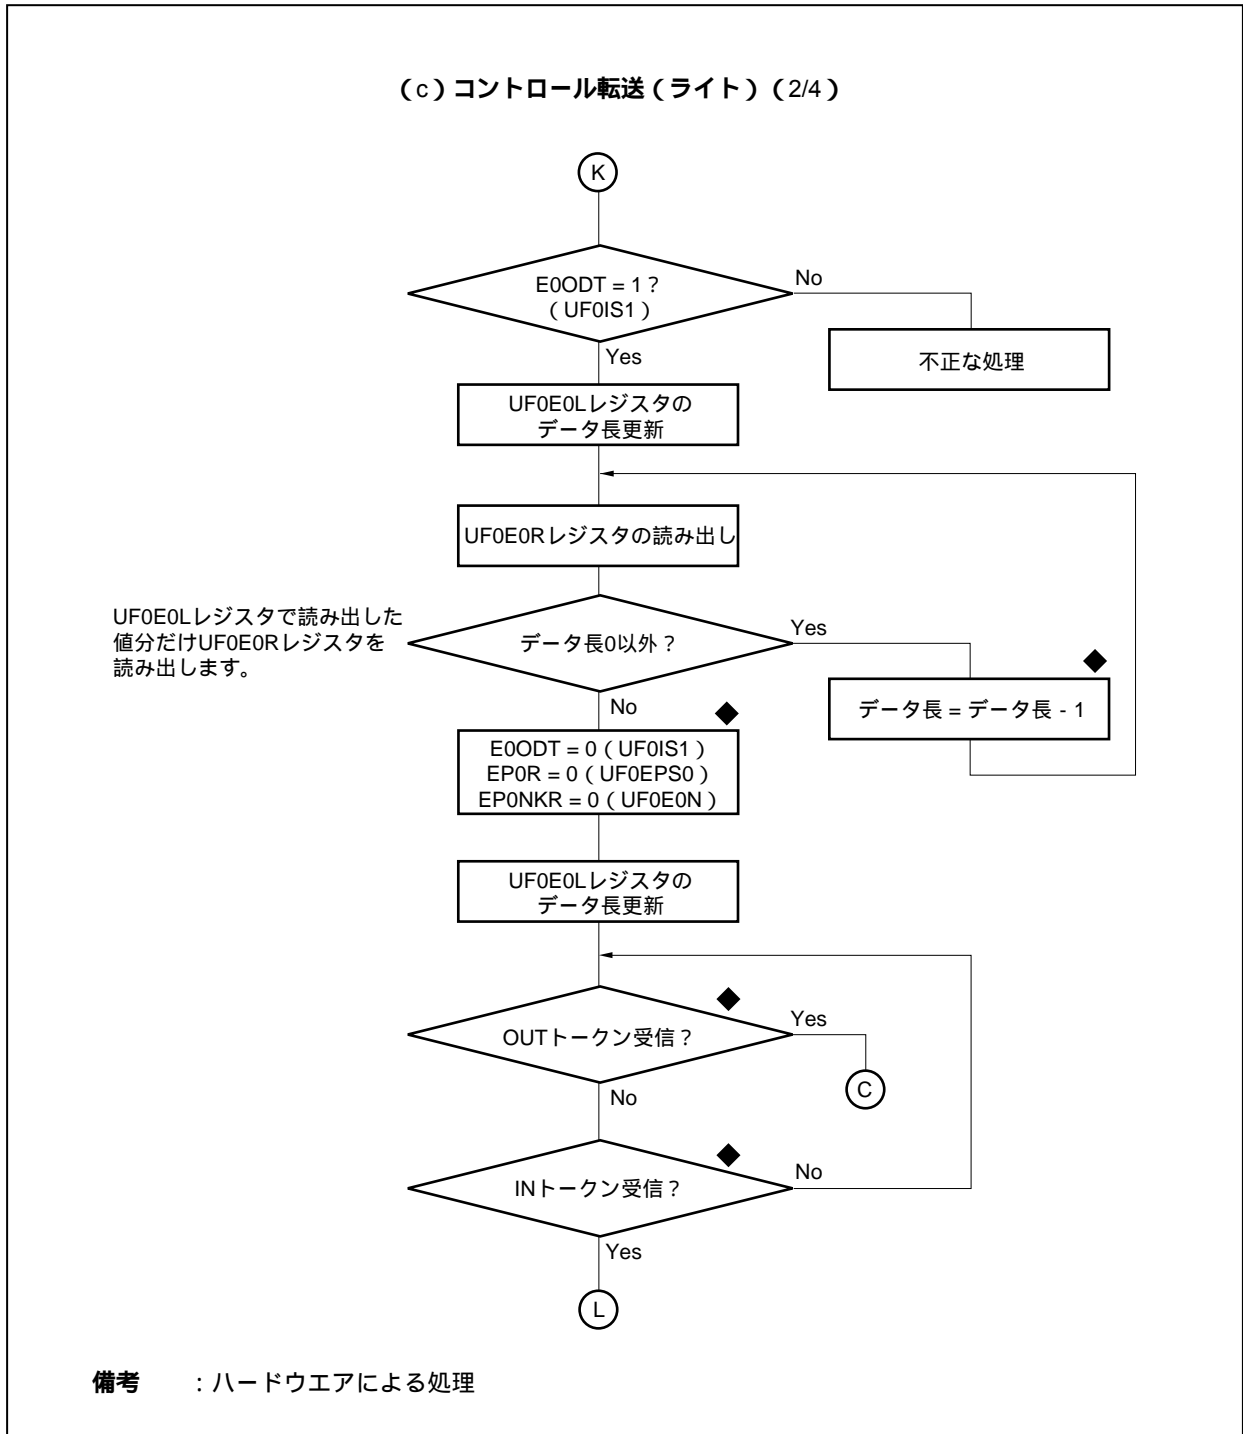 (c)コントロール転送(ライト)(2/4)
K
E0ODT = 1?
(UF0IS1)
No
Yes
不正な処理
UF0E0Lレジスタの
データ長更新
UF0E0Rレジスタの読み出し
UF0E0Lレジスタで読み出した
値分だけUF0E0Rレジスタを
読み出します。
データ長0以外?
Yes
No
データ長 = データ長 - 1
E0ODT = 0(UF0IS1)
EP0R = 0(UF0EPS0)
EP0NKR = 0(UF0E0N)
UF0E0Lレジスタの
データ長更新
OUTトークン受信?
Yes
C
No
INトークン受信?
No
Yes
L
備考 :ハードウエアによる処理